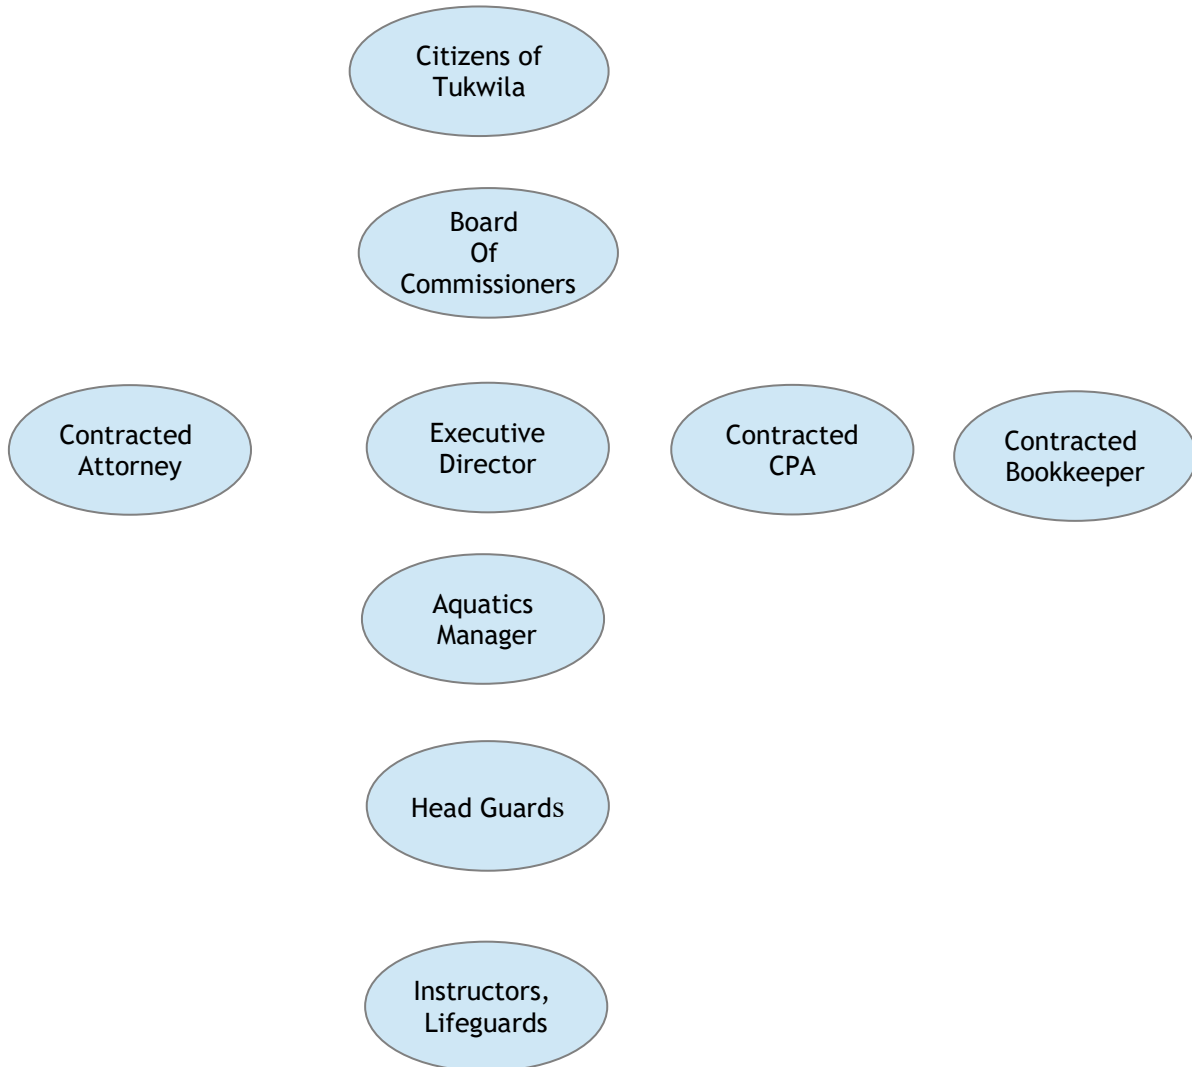 Citizens of
Tukwila
Board
Of
Commissioners
Contracted
Attorney
Executive
Director
Contracted
CPA
Contracted
Bookkeeper
Aquatics
Manager
Head Guards
Instructors,
Lifeguards